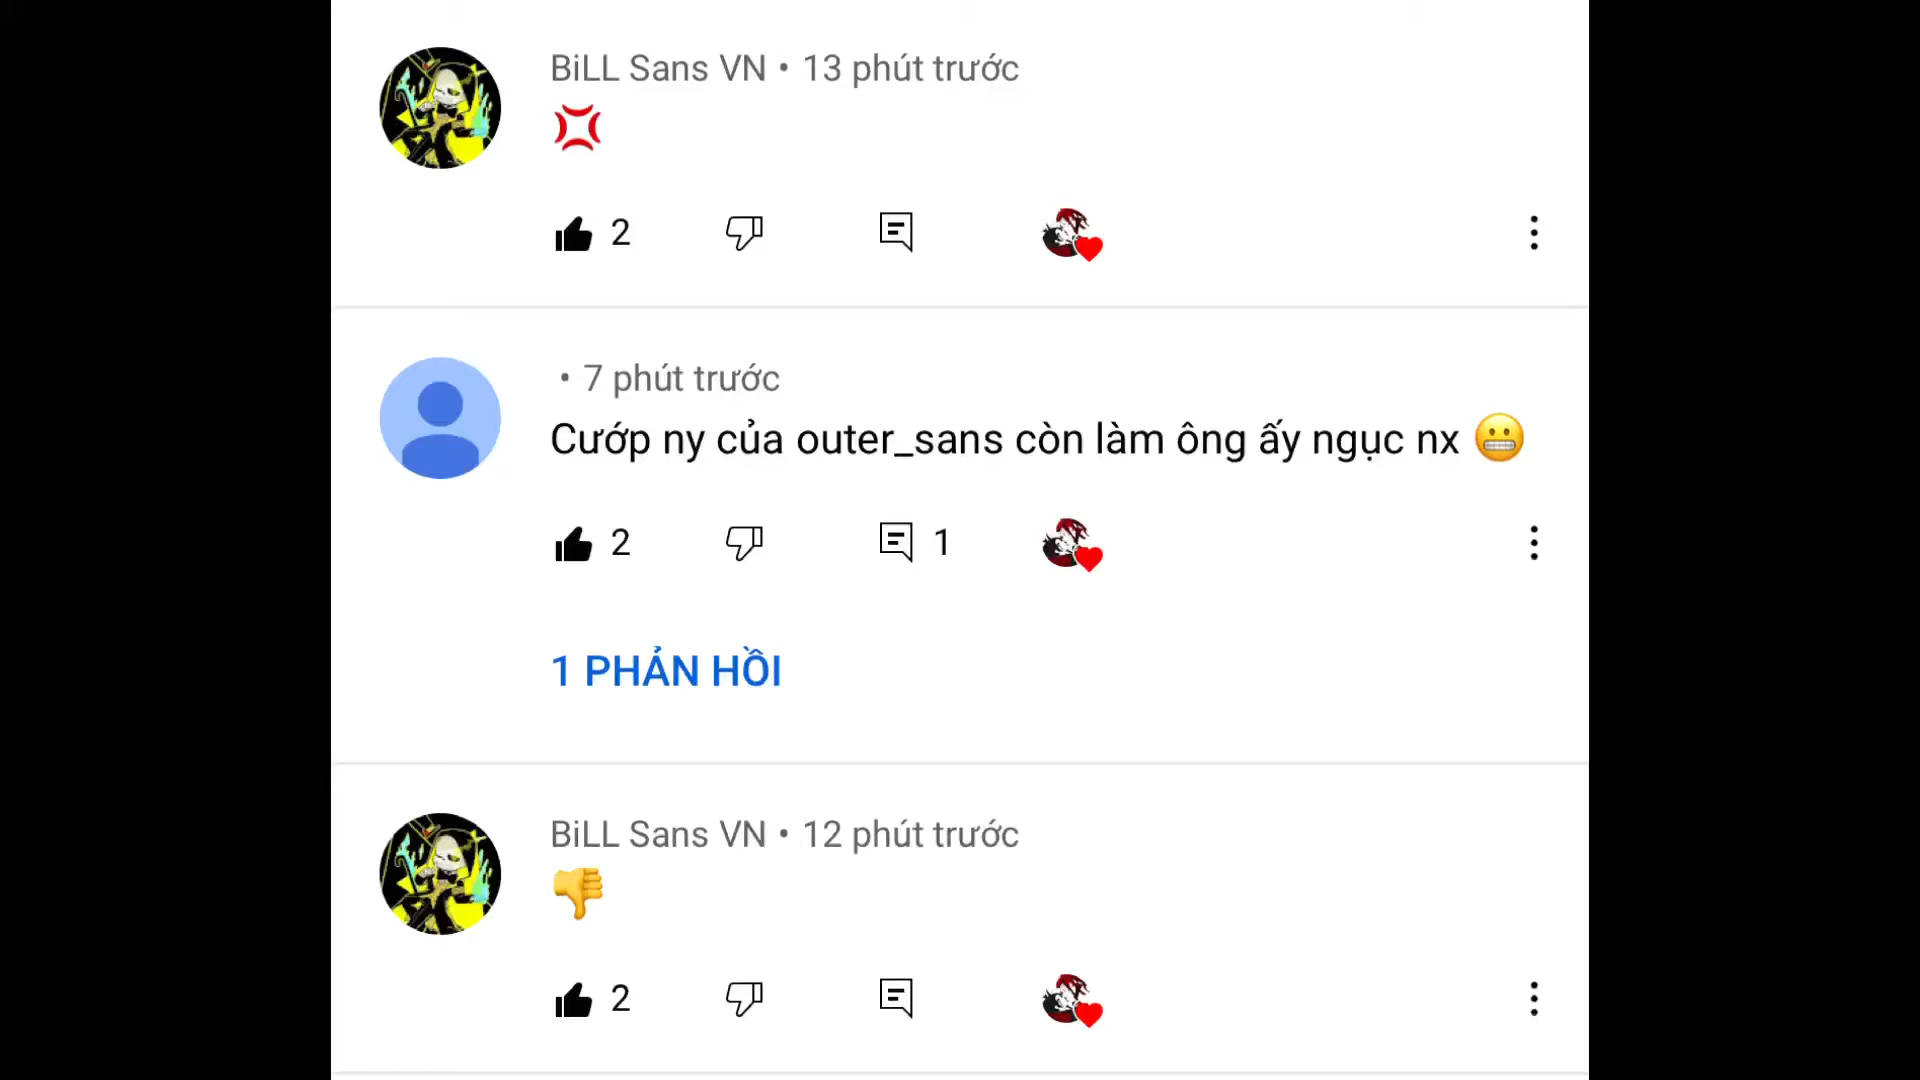 BiLL Sans VN • 13 phút trước
💢
2
• 7 phút trước
Cướp ny của outer_sans còn làm ông ấy ngục nx 😬
2 1
1 PHẢN HỒI
BiLL Sans VN • 12 phút trước
👎
2